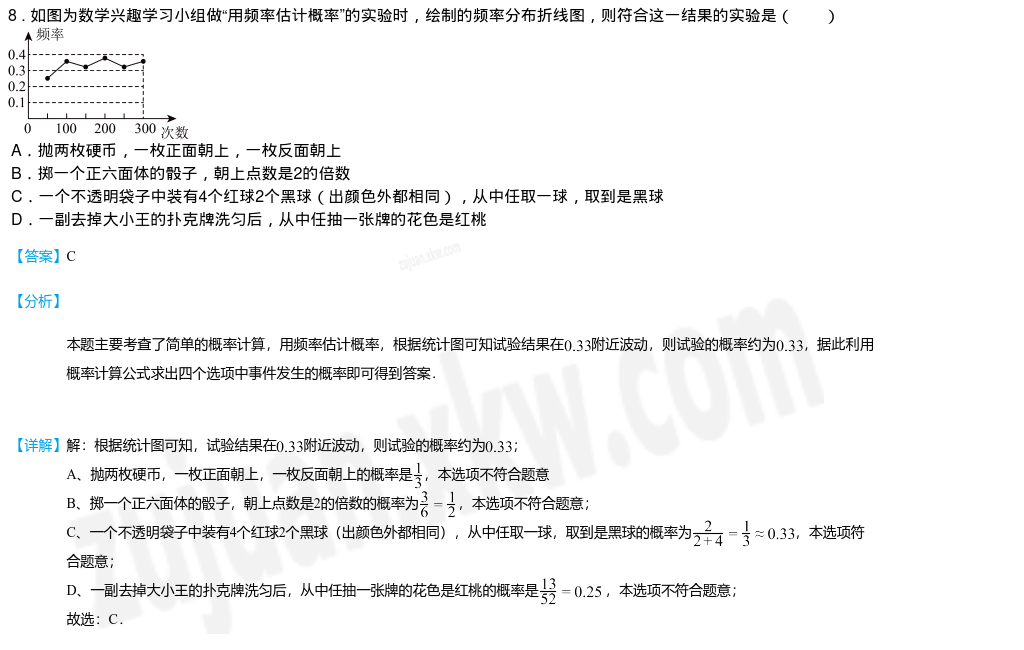 8．如图为数学兴趣学习小组做“用频率估计概率”的实验时，绘制的频率分布折线图，则符合这一结果的实验是（　　）
频率
0.4
0.3
0.2
0.1
0 100 200 300 次数
A．抛两枚硬币，一枚正面朝上，一枚反面朝上
B．掷一个正六面体的骰子，朝上点数是2的倍数
C．一个不透明袋子中装有4个红球2个黑球（出颜色外都相同），从中任取一球，取到是黑球
D．一副去掉大小王的扑克牌洗匀后，从中任抽一张牌的花色是红桃
【答案】C
zujuan.xkw.com
【分析】
本题主要考查了简单的概率计算，用频率估计概率，根据统计图可知试验结果在0.33附近波动，则试验的概率约为0.33，据此利用
概率计算公式求出四个选项中事件发生的概率即可得到答案．
【详解】解：根据统计图可知，试验结果在0.33附近波动，则试验的概率约为0.33；
A、抛两枚硬币，一枚正面朝上，一枚反面朝上的概率是1/3，本选项不符合题意
B、掷一个正六面体的骰子，朝上点数是2的倍数的概率为3/6 = 1/2，本选项不符合题意；
C、一个不透明袋子中装有4个红球2个黑球（出颜色外都相同），从中任取一球，取到是黑球的概率为2/(2+4) = 1/3 ≈ 0.33，本选项符
合题意；
D、一副去掉大小王的扑克牌洗匀后，从中任抽一张牌的花色是红桃的概率是13/52 = 0.25，本选项不符合题意；
故选：C．
zujuan.xkw.com